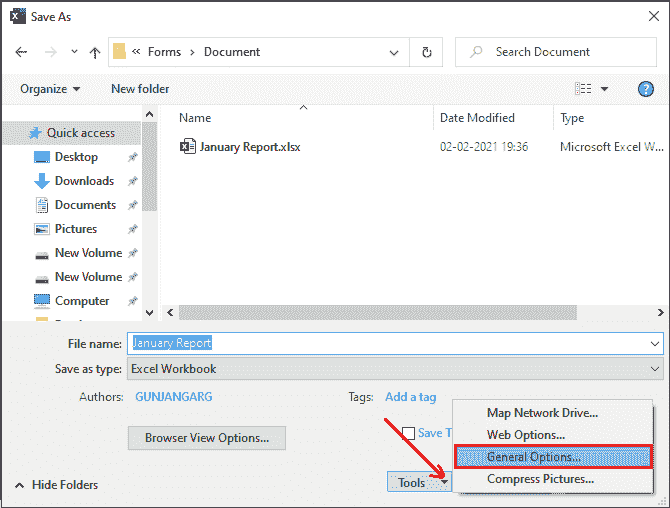 Save As
« Forms > Document
Search Document
Organize
New folder
?
Quick access
Desktop
Downloads
Documents
Pictures
New Volume
New Volume
Computer
Name
Date Modified
Type
January Report.xlsx
02-02-2021 19:36
Microsoft Excel W
File name:
January Report
Save as type:
Excel Workbook
Authors:
GUNJANGARG
Tags:
Add a tag
Browser View Options...
Save T
Map Network Drive...
Web Options...
General Options...
Compress Pictures...
Hide Folders
Tools